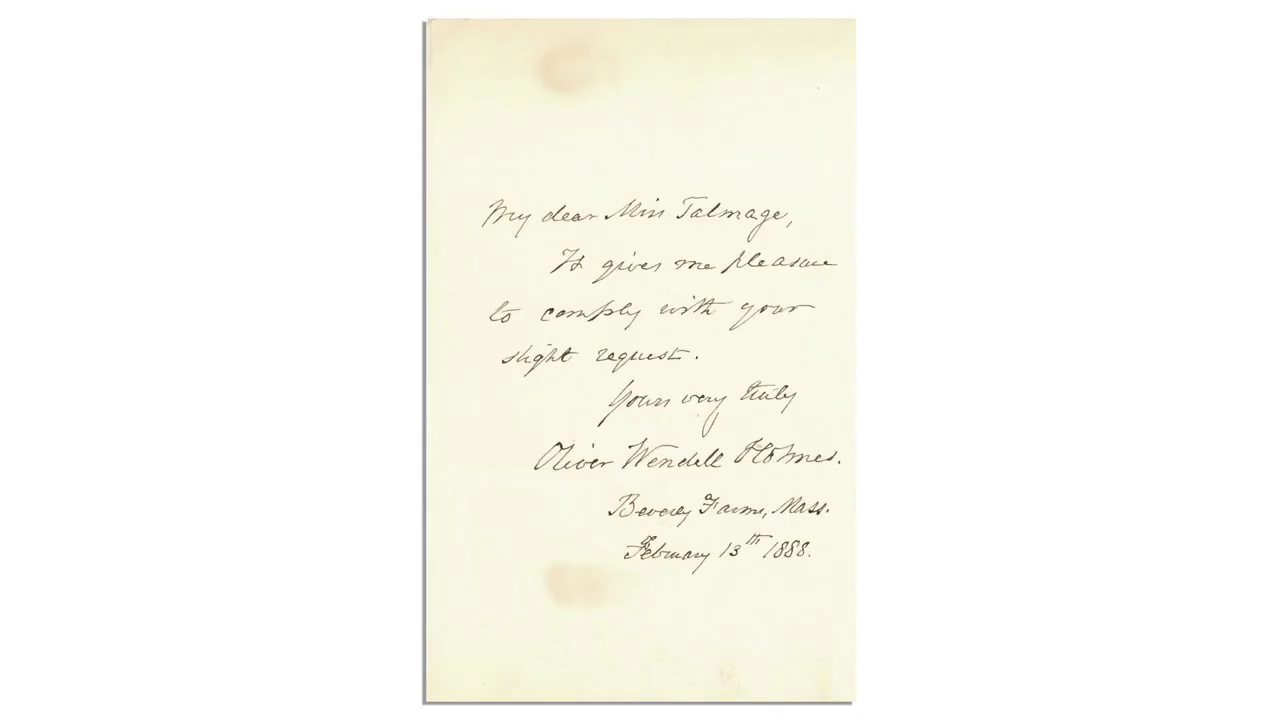 My dear Miss Talmage,
It gives me pleasure
to comply with your
slight request.
Yours very truly
Oliver Wendell Holmes.
Beverly Farms, Mass.
February 13th 1888.